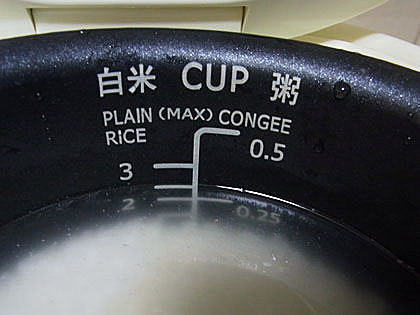 白米 CUP 粥
PLAIN (MAX) CONGEE
RICE
0.5
3
2 0.25